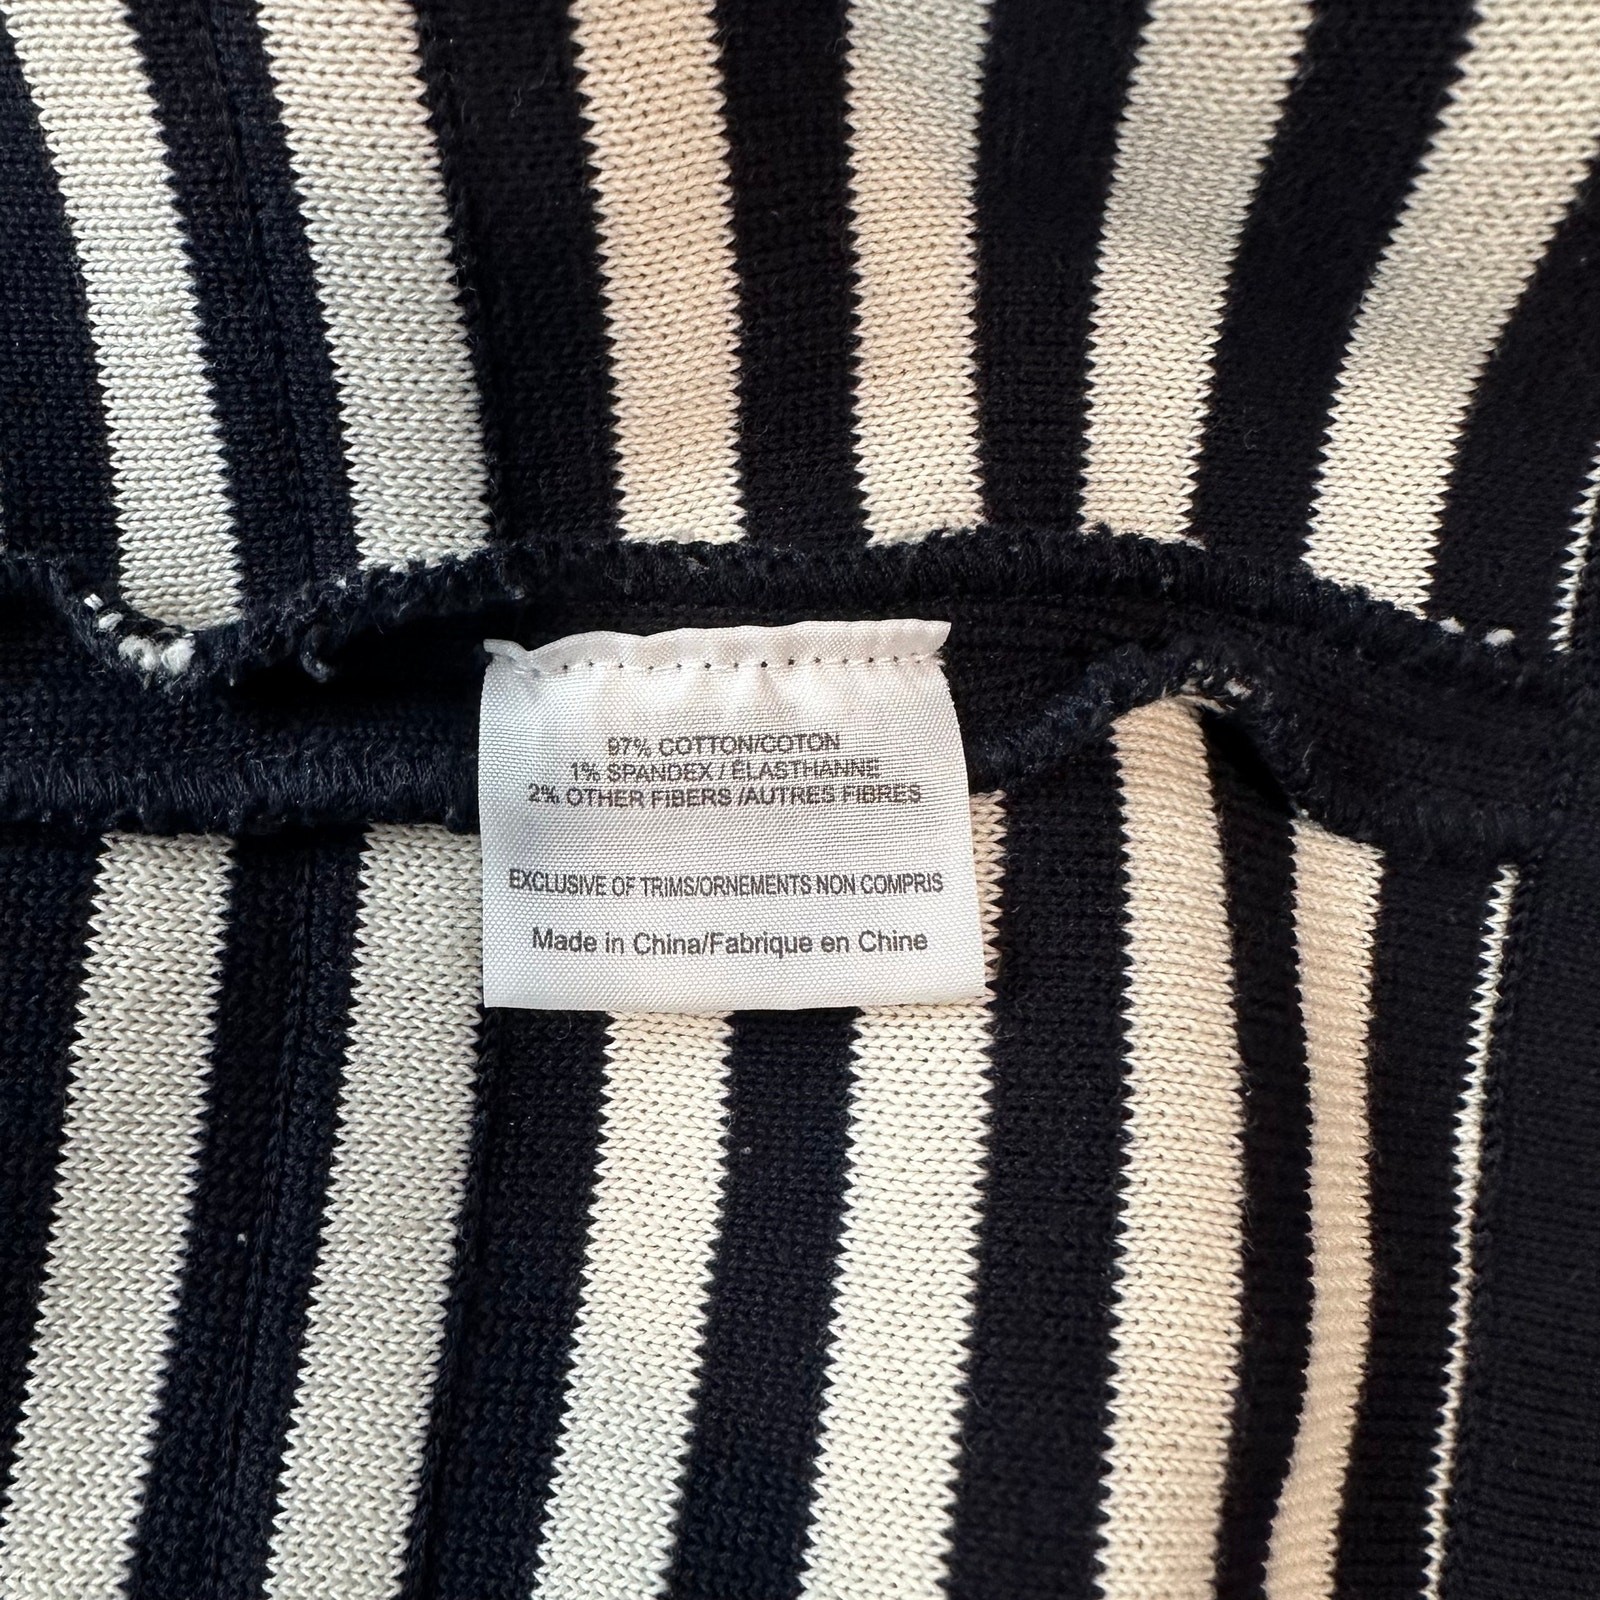 97% COTTON/COTON
1% SPANDEX / ÉLASTHANNE
2% OTHER FIBERS /AUTRES FIBRES
EXCLUSIVE OF TRIMS/ORNEMENTS NON COMPRIS
Made in China/Fabrique en Chine